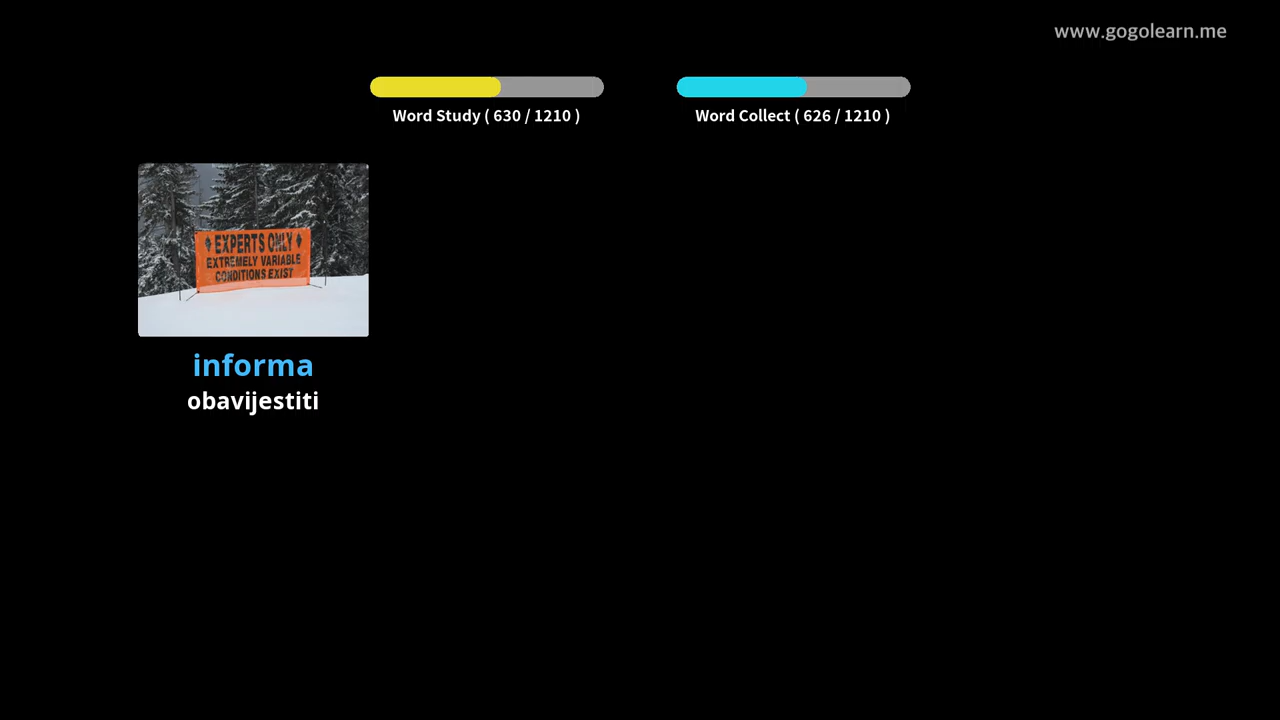 www.gogolearn.me
Word Study ( 630 / 1210 )
Word Collect ( 626 / 1210 )
EXPERTS ONLY
EXTREMELY VARIABLE
CONDITIONS EXIST
informa
obavijestiti